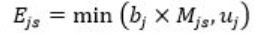 E_{js} = min (b_j × M_{js}, u_j)